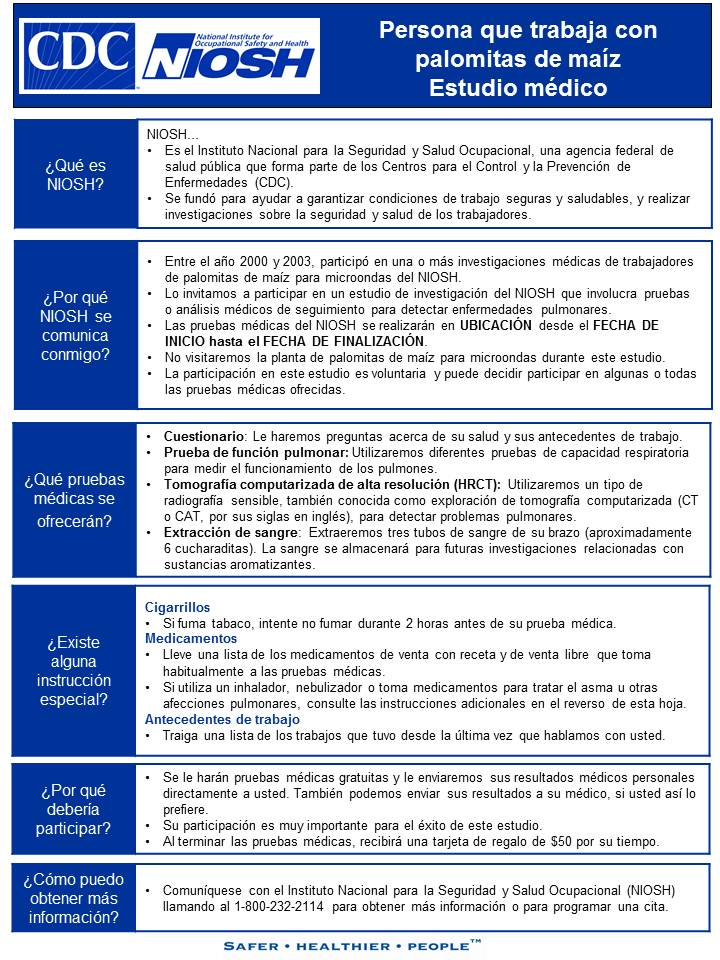 CDC
National Institute for
Occupational Safety and Health
NIOSH
Persona que trabaja con
palomitas de maíz
Estudio médico
¿Qué es
NIOSH?
NIOSH…
• Es el Instituto Nacional para la Seguridad y Salud Ocupacional, una agencia federal de
salud pública que forma parte de los Centros para el Control y la Prevención de
Enfermedades (CDC).
• Se fundó para ayudar a garantizar condiciones de trabajo seguras y saludables, y realizar
investigaciones sobre la seguridad y salud de los trabajadores.
¿Por qué
NIOSH se
comunica
conmigo?
• Entre el año 2000 y 2003, participó en una o más investigaciones médicas de trabajadores
de palomitas de maíz para microondas del NIOSH.
• Lo invitamos a participar en un estudio de investigación del NIOSH que involucra pruebas
o análisis médicos de seguimiento para detectar enfermedades pulmonares.
• Las pruebas médicas del NIOSH se realizarán en UBICACIÓN desde el FECHA DE
INICIO hasta el FECHA DE FINALIZACIÓN.
• No visitaremos la planta de palomitas de maíz para microondas durante este estudio.
• La participación en este estudio es voluntaria y puede decidir participar en algunas o todas
las pruebas médicas ofrecidas.
¿Qué pruebas
médicas se
ofrecerán?
• Cuestionario: Le haremos preguntas acerca de su salud y sus antecedentes de trabajo.
• Prueba de función pulmonar: Utilizaremos diferentes pruebas de capacidad respiratoria
para medir el funcionamiento de los pulmones.
• Tomografía computarizada de alta resolución (HRCT): Utilizaremos un tipo de
radiografía sensible, también conocida como exploración de tomografía computarizada (CT
o CAT, por sus siglas en inglés), para detectar problemas pulmonares.
• Extracción de sangre: Extraeremos tres tubos de sangre de su brazo (aproximadamente
6 cucharaditas). La sangre se almacenará para futuras investigaciones relacionadas con
sustancias aromatizantes.
¿Existe
alguna
instrucción
especial?
Cigarrillos
• Si fuma tabaco, intente no fumar durante 2 horas antes de su prueba médica.
Medicamentos
• Lleve una lista de los medicamentos de venta con receta y de venta libre que toma
habitualmente a las pruebas médicas.
• Si utiliza un inhalador, nebulizador o toma medicamentos para tratar el asma u otras
afecciones pulmonares, consulte las instrucciones adicionales en el reverso de esta hoja.
Antecedentes de trabajo
• Traiga una lista de los trabajos que tuvo desde la última vez que hablamos con usted.
¿Por qué
debería
participar?
• Se le harán pruebas médicas gratuitas y le enviaremos sus resultados médicos personales
directamente a usted. También podemos enviar sus resultados a su médico, si usted así lo
prefiere.
• Su participación es muy importante para el éxito de este estudio.
• Al terminar las pruebas médicas, recibirá una tarjeta de regalo de $50 por su tiempo.
¿Cómo puedo
obtener más
información?
• Comuníquese con el Instituto Nacional para la Seguridad y Salud Ocupacional (NIOSH)
llamando al 1-800-232-2114 para obtener más información o para programar una cita.
SAFER • HEALTHIER • PEOPLE™